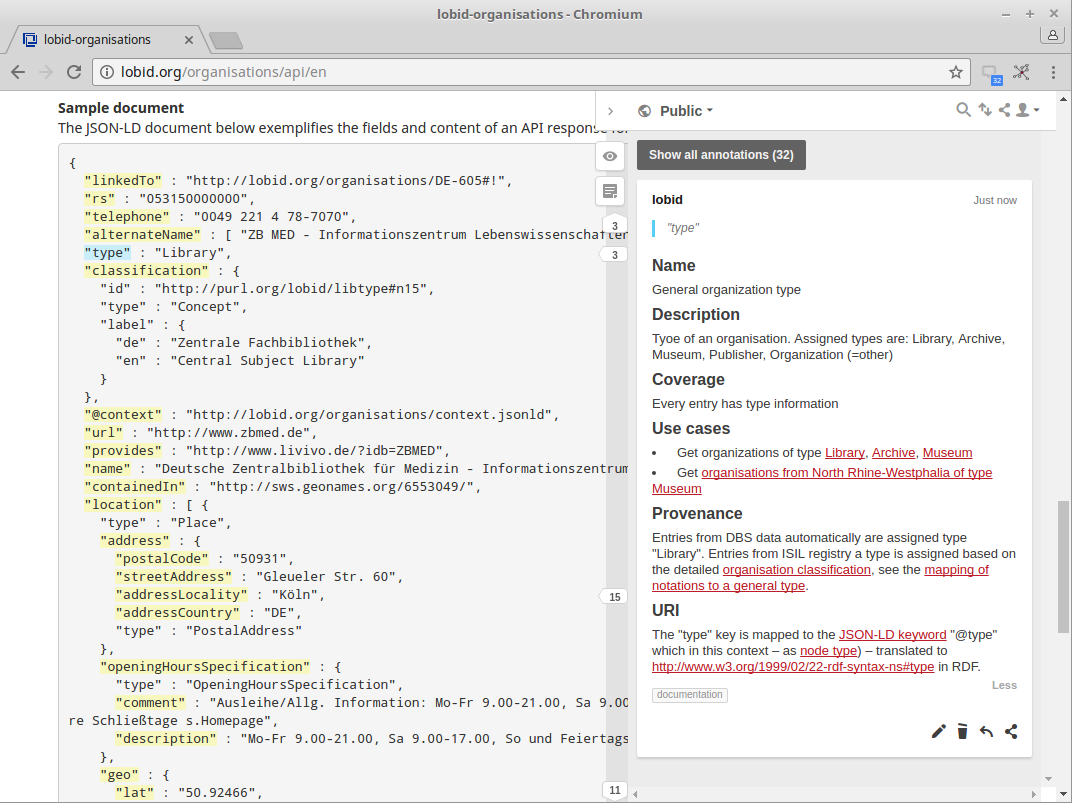 lobid-organisations - Chromium
lobid-organisations
lobid.org/organisations/api/en
32
Sample document
The JSON-LD document below exemplifies the fields and content of an API response
{
"linkedTo" : "http://lobid.org/organisations/DE-605#!",
"rs" : "053150000000",
"telephone" : "0049 221 4 78-7070",
"alternateName" : [ "ZB MED - Informationszentrum Lebenswissenschaften
"type" : "Library",
"classification" : {
"id" : "http://purl.org/lobid/libtype#n15",
"type" : "Concept",
"label" : {
"de" : "Zentrale Fachbibliothek",
"en" : "Central Subject Library"
}
},
"@context" : "http://lobid.org/organisations/context.jsonld",
"url" : "http://www.zbmed.de",
"provides" : "http://www.livivo.de/?idb=ZBMED",
"name" : "Deutsche Zentralbibliothek für Medizin - Informationszentrum
"containedIn" : "http://sws.geonames.org/6553049/",
"location" : [ {
"type" : "Place",
"address" : {
"postalCode" : "50931",
"streetAddress" : "Gleueler Str. 60",
"addressLocality" : "Köln",
"addressCountry" : "DE",
"type" : "PostalAddress"
},
"openingHoursSpecification" : {
"type" : "OpeningHoursSpecification",
"comment" : "Ausleihe/Allg. Information: Mo-Fr 9.00-21.00, Sa 9.00
re Schließtage s.Homepage",
"description" : "Mo-Fr 9.00-21.00, Sa 9.00-17.00, So und Feiertags
},
"geo" : {
"lat" : "50.92466",
3
3
15
11
Public
Show all annotations (32)
lobid
Just now
"type"
Name
General organization type
Description
Tyoe of an organisation. Assigned types are: Library, Archive,
Museum, Publisher, Organization (=other)
Coverage
Every entry has type information
Use cases
• Get organizations of type Library, Archive, Museum
• Get organisations from North Rhine-Westphalia of type
Museum
Provenance
Entries from DBS data automatically are assigned type
"Library". Entries from ISIL registry a type is assigned based on
the detailed organisation classification, see the mapping of
notations to a general type.
URI
The "type" key is mapped to the JSON-LD keyword "@type"
which in this context – as node type) – translated to
http://www.w3.org/1999/02/22-rdf-syntax-ns#type in RDF.
Less
documentation